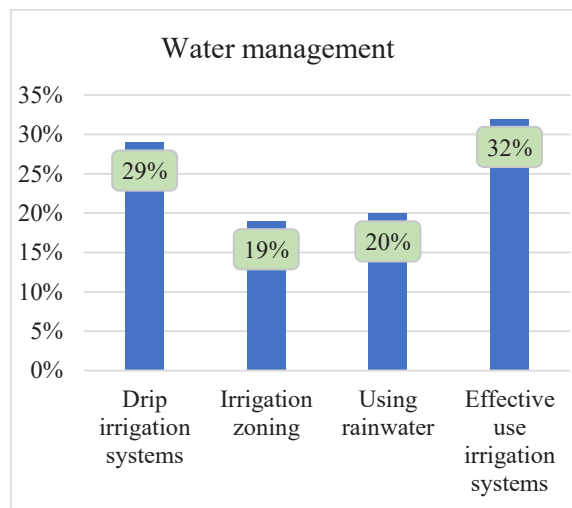 Water management
35%
30%
25%
20%
15%
10%
5%
0%
29%
19%
20%
32%
Drip
irrigation
systems
Irrigation
zoning
Using
rainwater
Effective
use
irrigation
systems